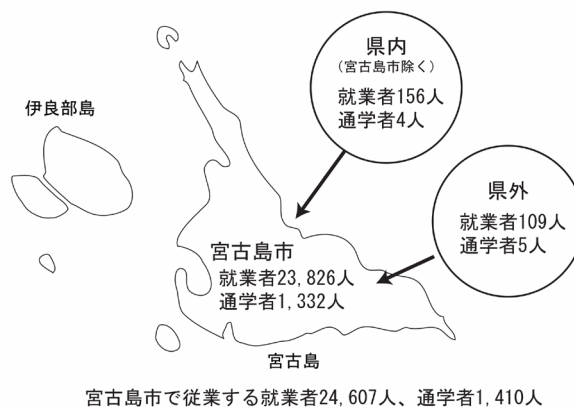 県内
（宮古島市除く）
就業者156人
通学者4人
伊良部島
県外
就業者109人
通学者5人
宮古島市
就業者23,826人
通学者1,332人
宮古島
宮古島市で従業する就業者24,607人、通学者1,410人